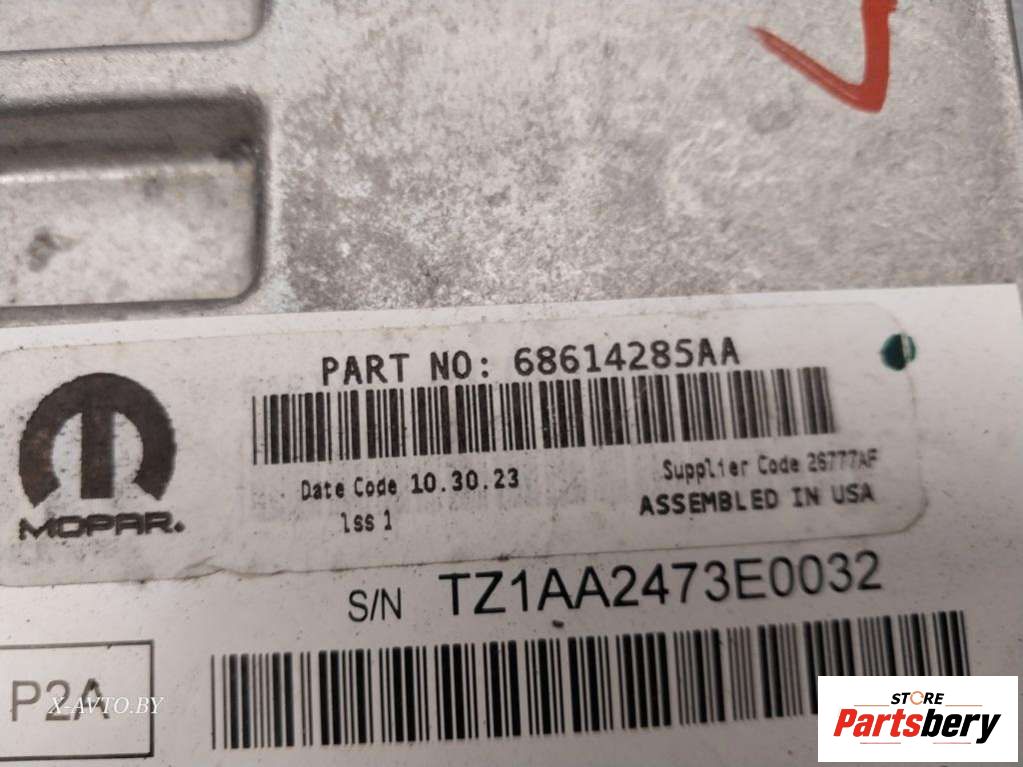 PART NO: 68614285AA
MOPAR.
Date Code 10.30.23
Supplier Code 26777AF
Iss 1
ASSEMBLED IN USA
S/N TZ1AA2473E0032
P2A
X-AVTO.BY
STORE
Partsbery